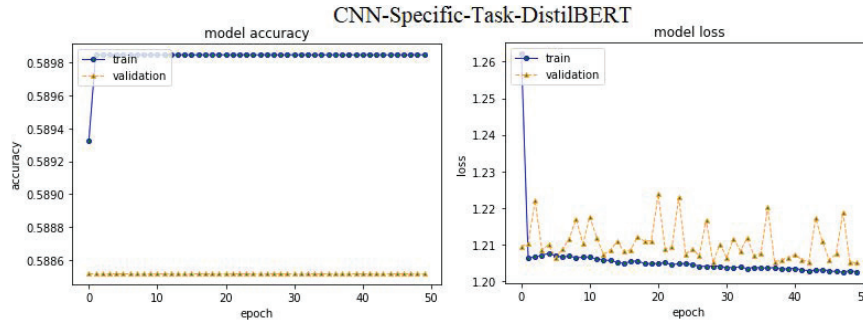 CNN-Specific-Task-DistilBERT
model accuracy
0.5898
0.5896
0.5894
0.5892
0.5890
0.5888
0.5886
accuracy
train
validation
0 10 20 30 40 50
epoch
model loss
1.26
1.25
1.24
1.23
1.22
1.21
1.20
loss
train
validation
0 10 20 30 40 50
epoch